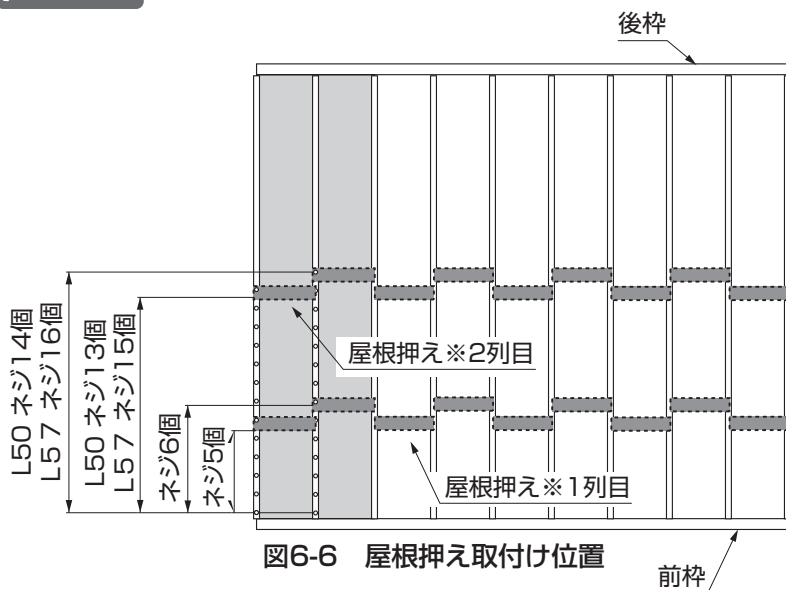 後枠
L50 ネジ14個
L57 ネジ16個
L50 ネジ13個
L57 ネジ15個
ネジ6個
ネジ5個
屋根押え※2列目
屋根押え※1列目
図6-6 屋根押え取付け位置
前枠